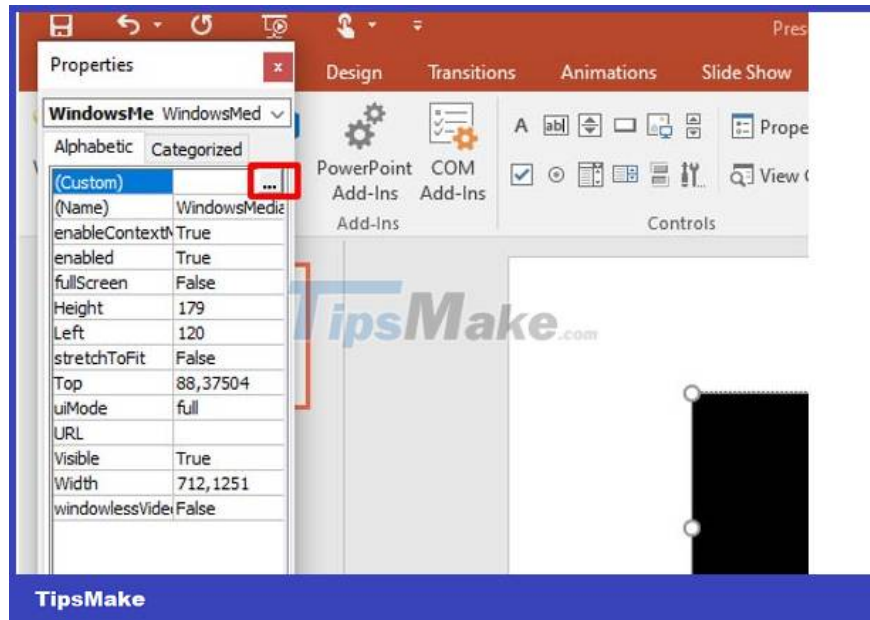 Pres
Properties
x
Design Transitions Animations Slide Show
WindowsMe WindowsMed
Alphabetic Categorized
(Custom) ...
(Name) WindowsMedia
enableContextM True
enabled True
fullScreen False
Height 179
Left 120
stretchToFit False
Top 88,37504
uiMode full
URL
Visible True
Width 712,1251
windowlessVide False
PowerPoint
Add-Ins
COM
Add-Ins
Add-Ins
A abl Prope
View
Controls
TipsMake.com
TipsMake